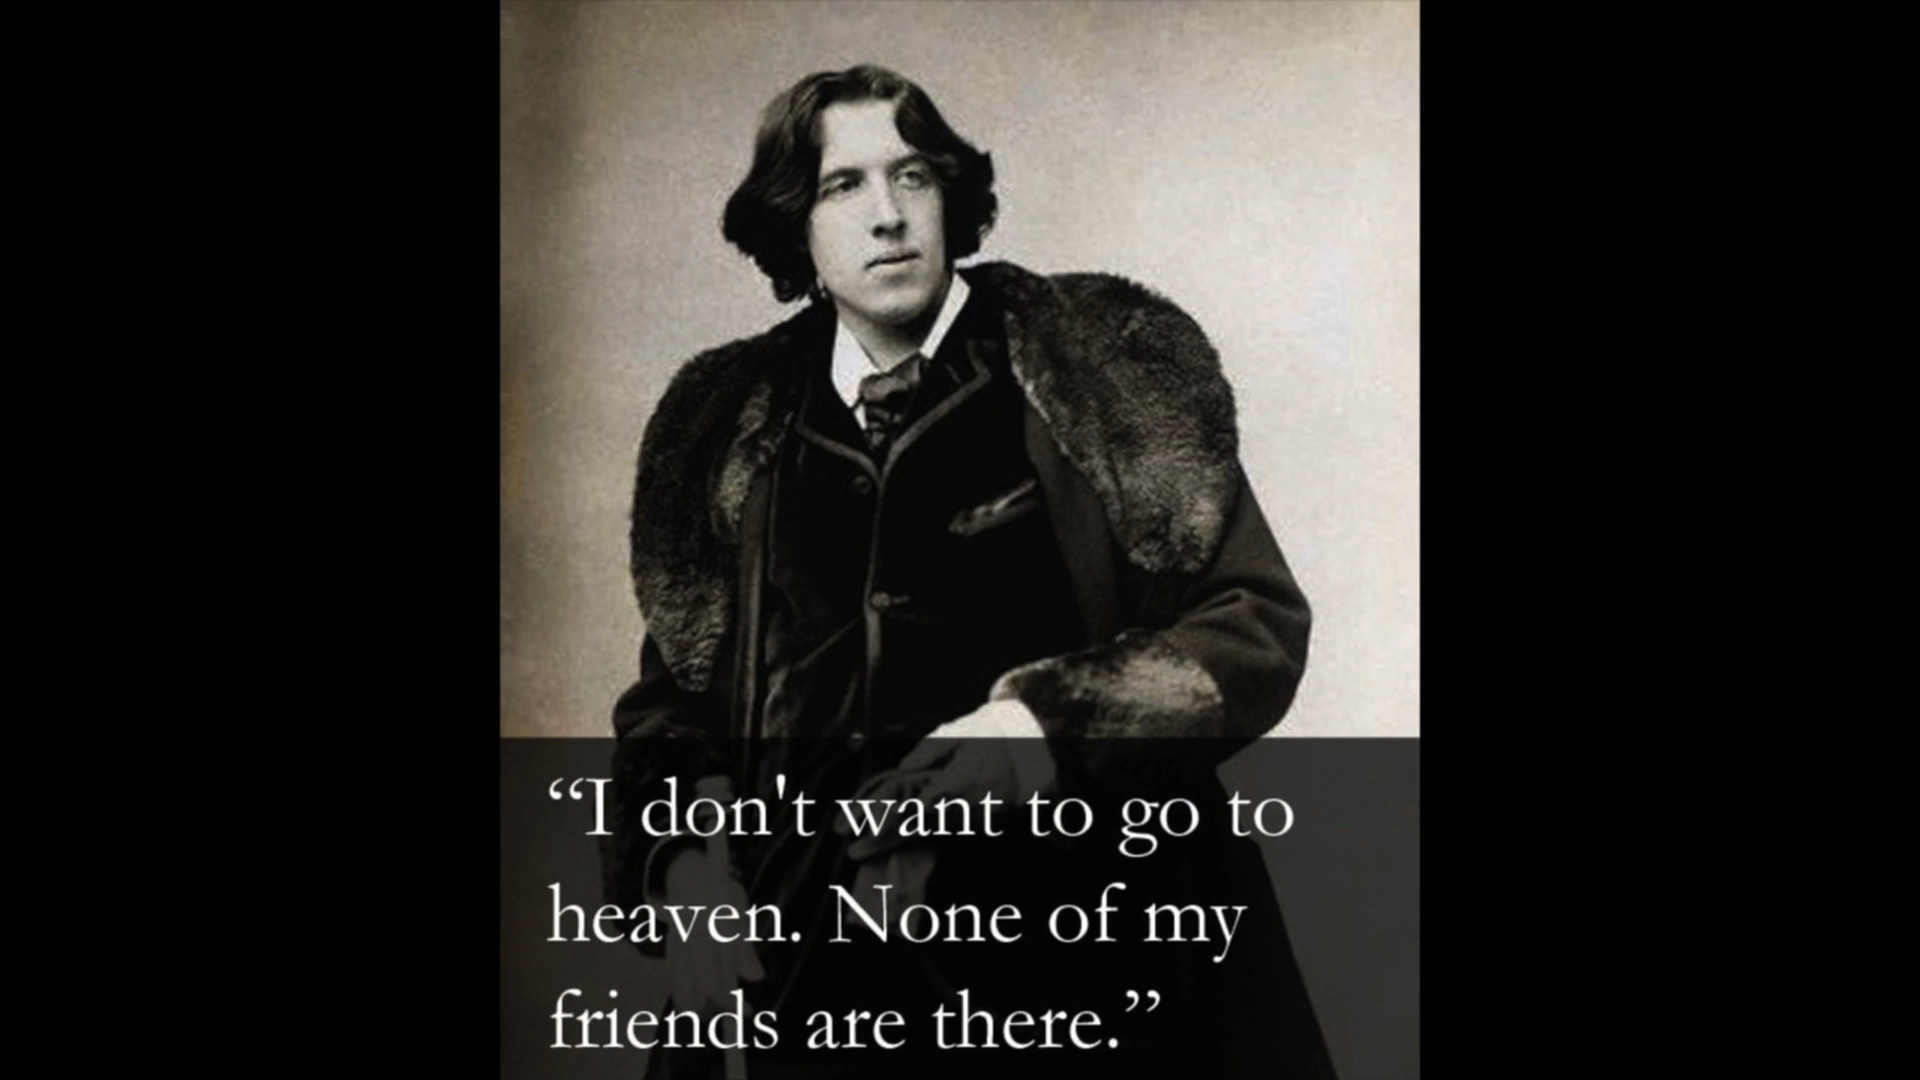 “I don't want to go to
heaven. None of my
friends are there.”